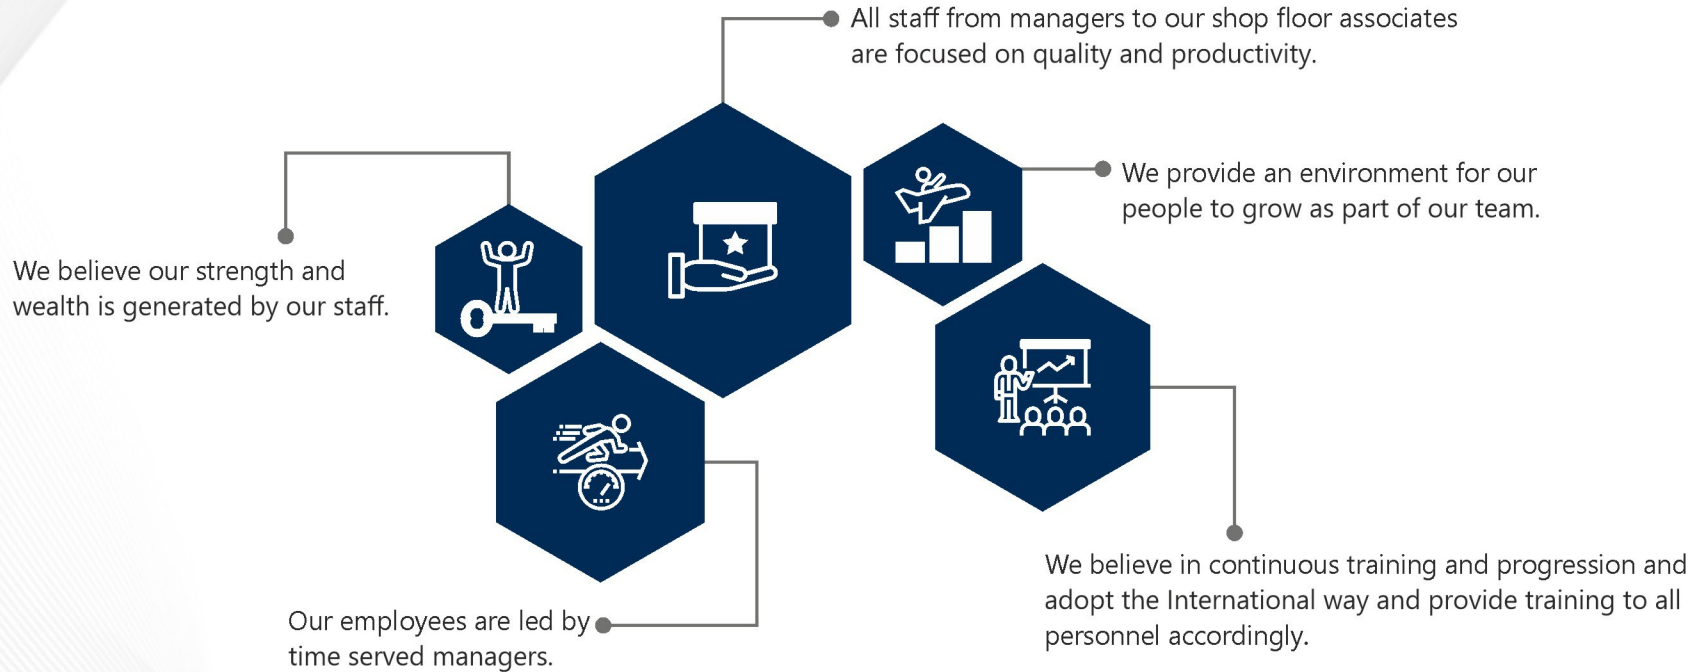 All staff from managers to our shop floor associates
are focused on quality and productivity.
We provide an environment for our
people to grow as part of our team.
We believe our strength and
wealth is generated by our staff.
We believe in continuous training and progression and
adopt the International way and provide training to all
personnel accordingly.
Our employees are led by
time served managers.